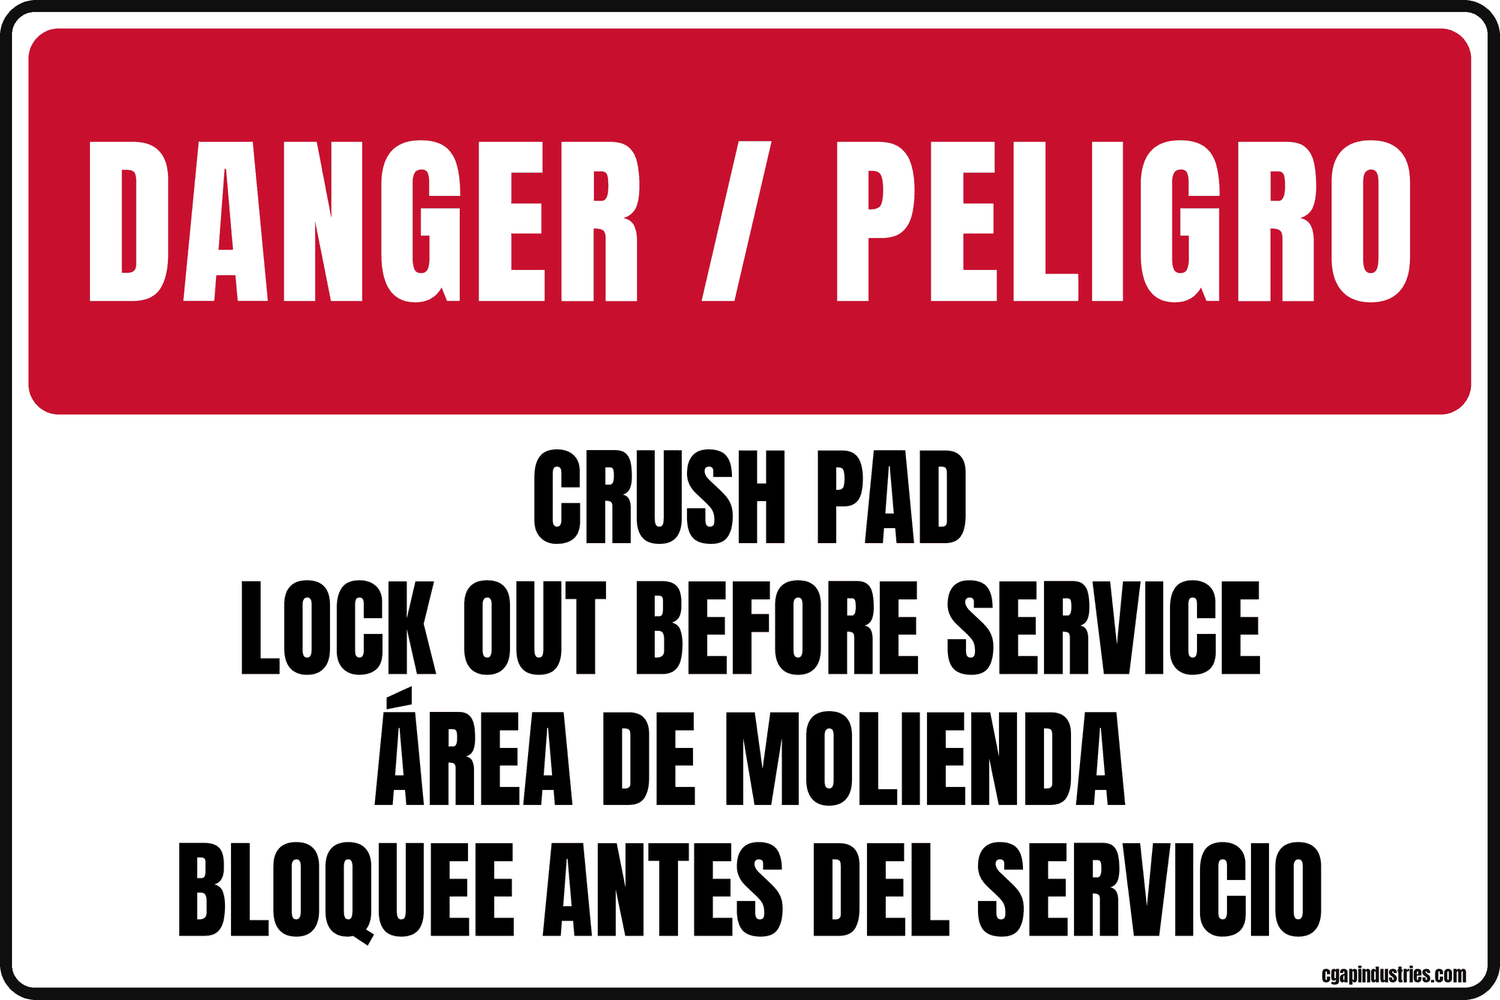 DANGER / PELIGRO
CRUSH PAD
LOCK OUT BEFORE SERVICE
ÁREA DE MOLIENDA
BLOQUEE ANTES DEL SERVICIO
cgapindustries.com